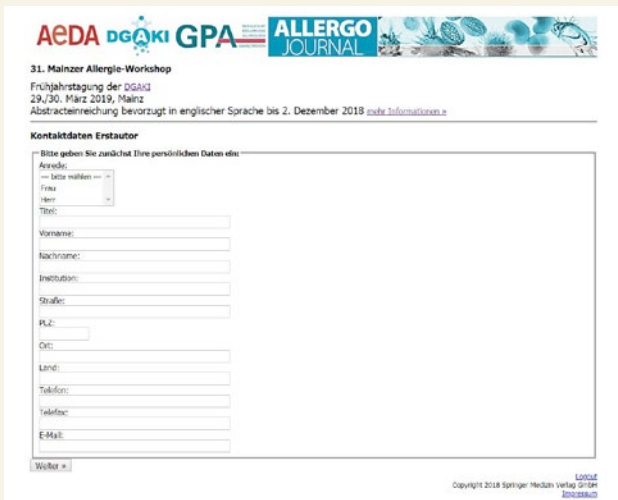 AeDA DGAKI GPA ALLERGO
JOURNAL
31. Mainzer Allergie-Workshop
Frühjahrstagung der DGAKI
29./30. März 2019, Mainz
Abstracteinreichung bevorzugt in englischer Sprache bis 2. Dezember 2018 mehr Informationen »
Kontaktdaten Erstautor
Bitte geben Sie zunächst Ihre persönlichen Daten ein:
Anrede:
--- bitte wählen ---
Frau
Herr
Titel:
Vorname:
Nachname:
Institution:
Straße:
PLZ:
Ort:
Land:
Telefon:
Telefax:
E-Mail:
Weiter »
Logout
Copyright 2018 Springer Medizin Verlag GmbH
Impressum